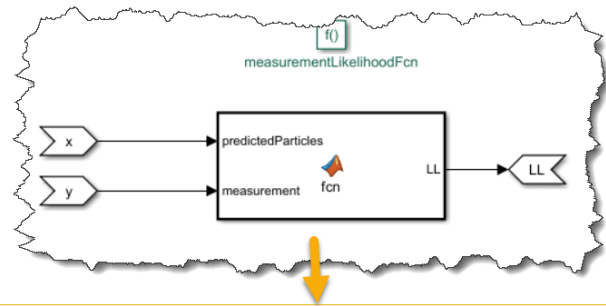 f()
measurementLikelihoodFcn
x
predictedParticles
LL
LL
y
measurement
fcn